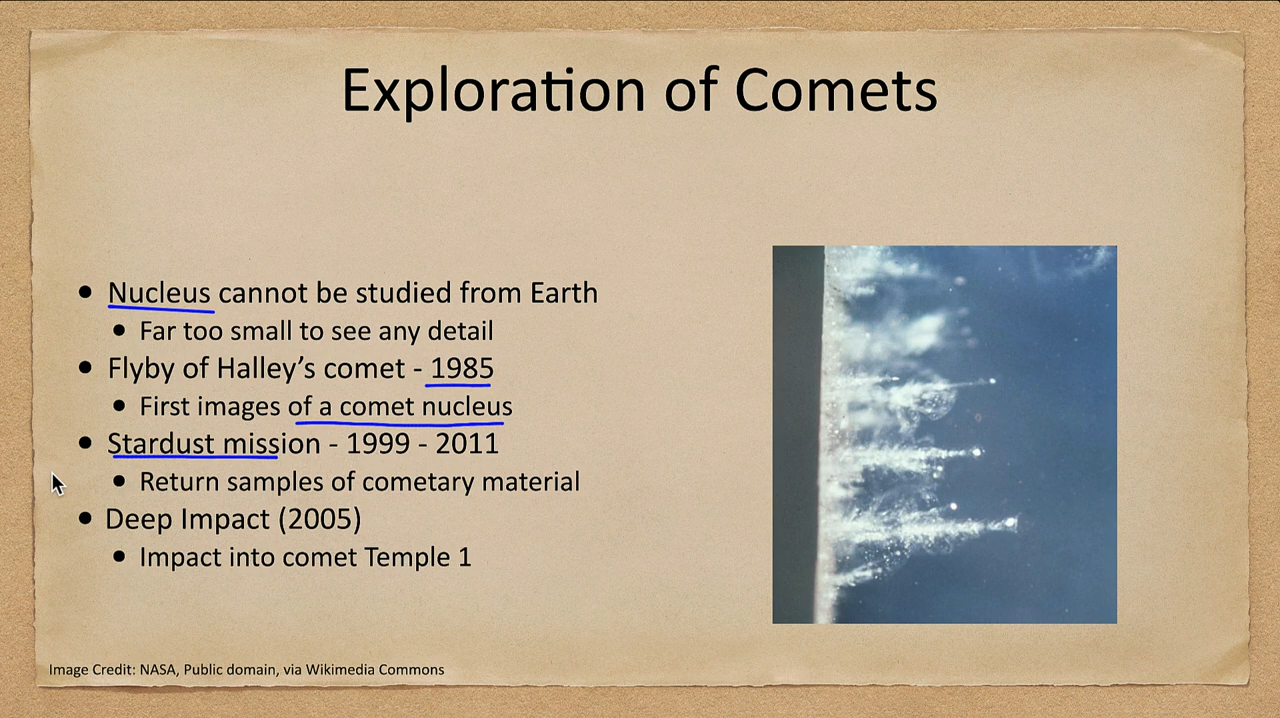 Exploration of Comets
• Nucleus cannot be studied from Earth
• Far too small to see any detail
• Flyby of Halley’s comet - 1985
• First images of a comet nucleus
• Stardust mission - 1999 - 2011
• Return samples of cometary material
• Deep Impact (2005)
• Impact into comet Temple 1
Image Credit: NASA, Public domain, via Wikimedia Commons